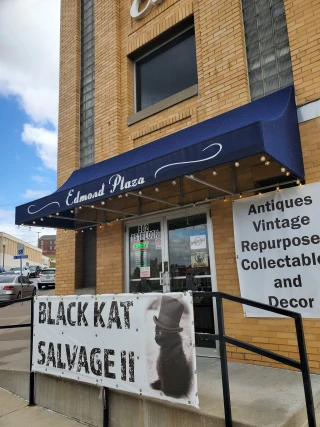 Edmond Plaza
Antiques
Vintage
Repurpose
Collectable
and
Decor
BLACK KAT
SALVAGE II